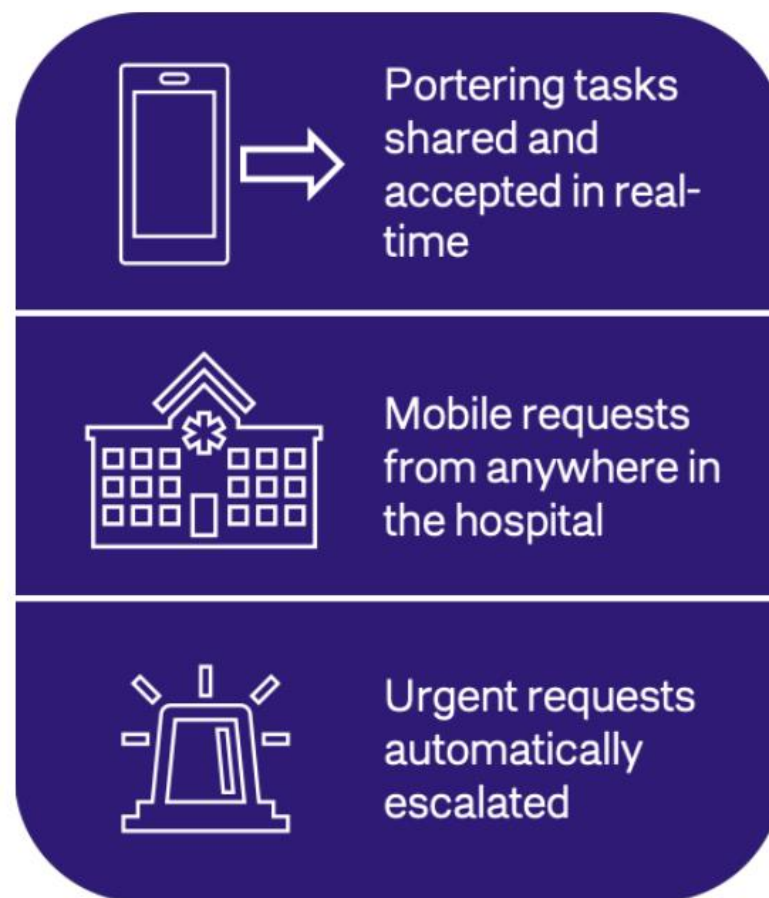 Portering tasks
shared and
accepted in real-
time
Mobile requests
from anywhere in
the hospital
Urgent requests
automatically
escalated